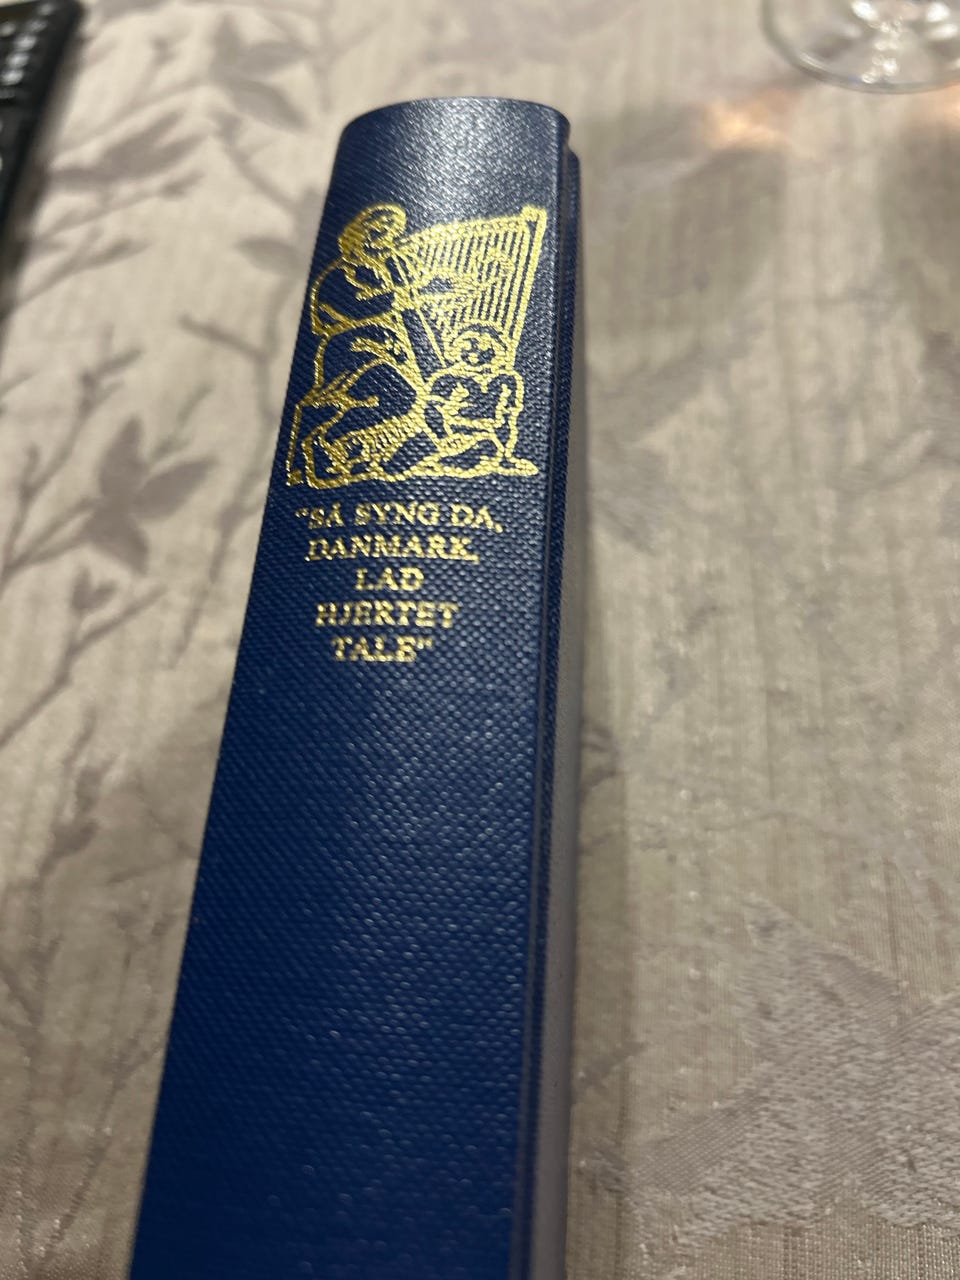 "SÅ SYNG DA,
DANMARK,
LAD
HJERTET
TALE"